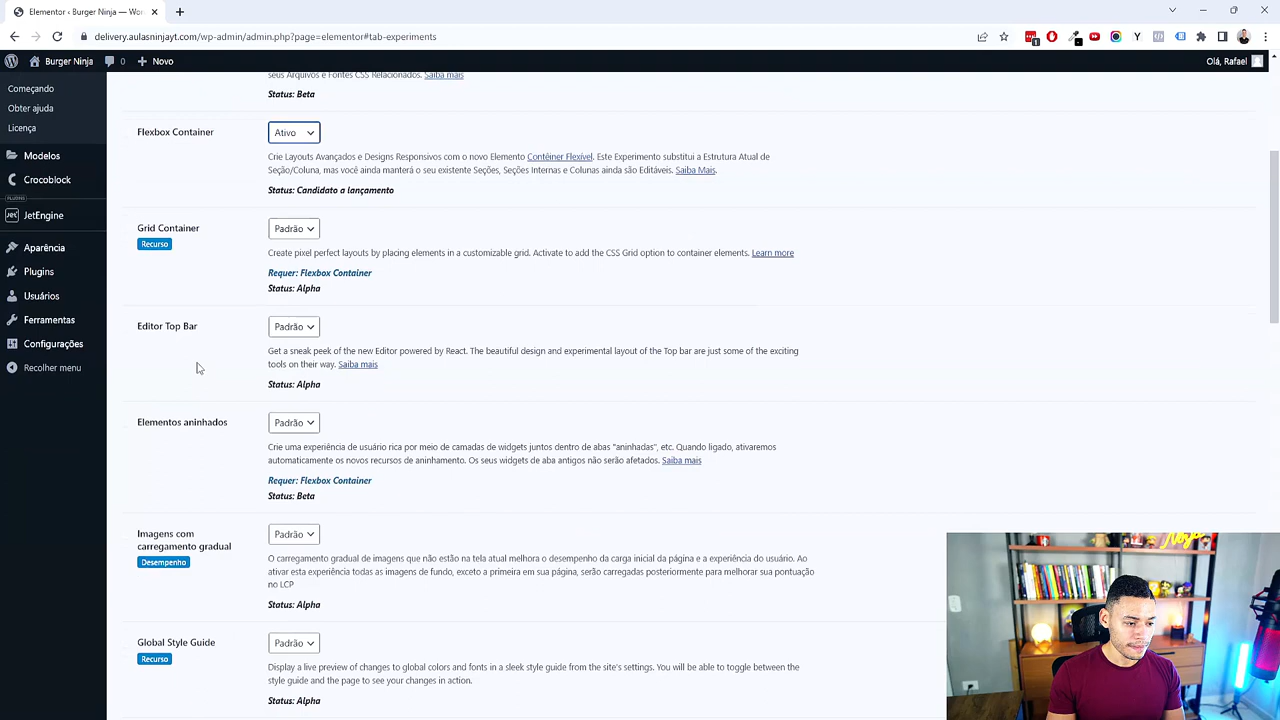 Elementor ‹ Burger Ninja — Wor
delivery.aulasninjayt.com/wp-admin/admin.php?page=elementor#tab-experiments
Burger Ninja 0 Novo Olá, Rafael
Começando
Obter ajuda
Licença
Modelos
Crocoblock
PLUGINS
JetEngine
Aparência
Plugins
Usuários
Ferramentas
Configurações
Recolher menu
seus Arquivos e Fontes CSS Relacionados. Saiba mais
Status: Beta
Flexbox Container
Ativo
Crie Layouts Avançados e Designs Responsivos com o novo Elemento Contêiner Flexível. Este Experimento substitui a Estrutura Atual de
Seção/Coluna, mas você ainda manterá o seu existente Seções, Seções Internas e Colunas ainda são Editáveis. Saiba Mais.
Status: Candidato a lançamento
Grid Container
Recurso
Padrão
Create pixel perfect layouts by placing elements in a customizable grid. Activate to add the CSS Grid option to container elements. Learn more
Requer: Flexbox Container
Status: Alpha
Editor Top Bar
Padrão
Get a sneak peek of the new Editor powered by React. The beautiful design and experimental layout of the Top bar are just some of the exciting
tools on their way. Saiba mais
Status: Alpha
Elementos aninhados
Padrão
Crie uma experiência de usuário rica por meio de camadas de widgets juntos dentro de abas "aninhadas", etc. Quando ligado, ativaremos
automaticamente os novos recursos de aninhamento. Os seus widgets de aba antigos não serão afetados. Saiba mais
Requer: Flexbox Container
Status: Beta
Imagens com
carregamento gradual
Desempenho
Padrão
O carregamento gradual de imagens que não estão na tela atual melhora o desempenho da carga inicial da página e a experiência do usuário. Ao
ativar esta experiência todas as imagens de fundo, exceto a primeira em sua página, serão carregadas posteriormente para melhorar sua pontuação
no LCP
Status: Alpha
Global Style Guide
Recurso
Padrão
Display a live preview of changes to global colors and fonts in a sleek style guide from the site's settings. You will be able to toggle between the
style guide and the page to see your changes in action.
Status: Alpha